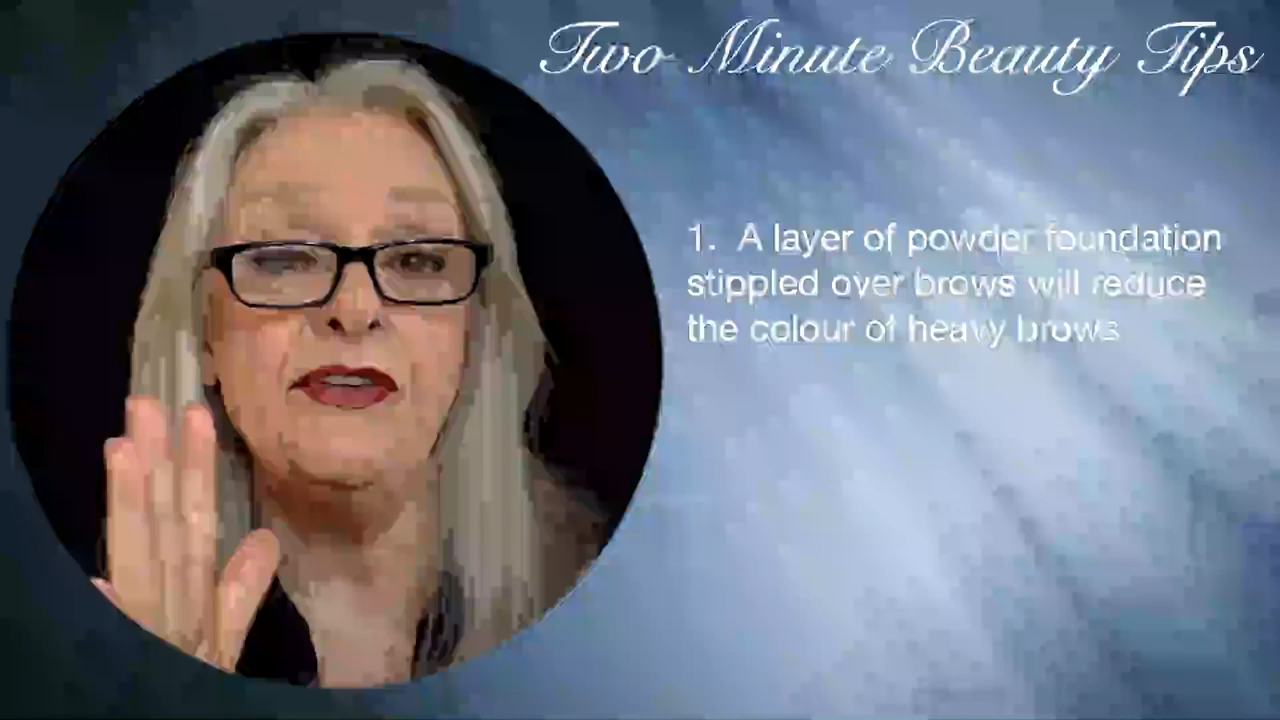 Two Minute Beauty Tips
1. A layer of powder foundation
stippled over brows will reduce
the colour of heavy brows